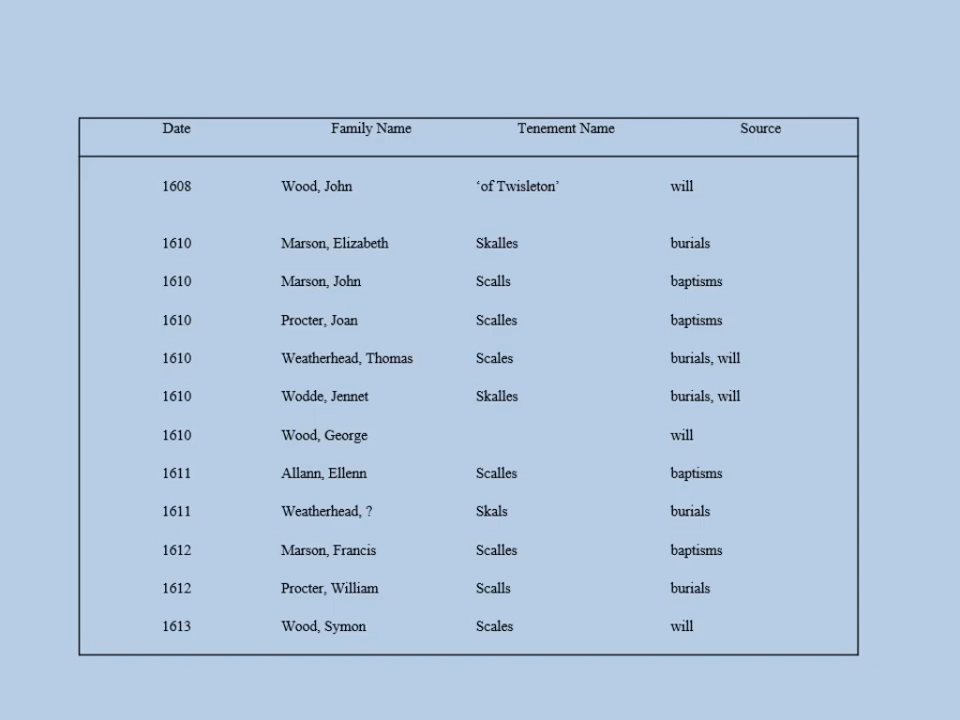 Date Family Name Tenement Name Source
1608 Wood, John ‘of Twisleton’ will
1610 Marson, Elizabeth Skalles burials
1610 Marson, John Scalls baptisms
1610 Procter, Joan Scalles baptisms
1610 Weatherhead, Thomas Scales burials, will
1610 Wodde, Jennet Skalles burials, will
1610 Wood, George will
1611 Allann, Ellenn Scalles baptisms
1611 Weatherhead, ? Skals burials
1612 Marson, Francis Scalles baptisms
1612 Procter, William Scalls burials
1613 Wood, Symon Scales will